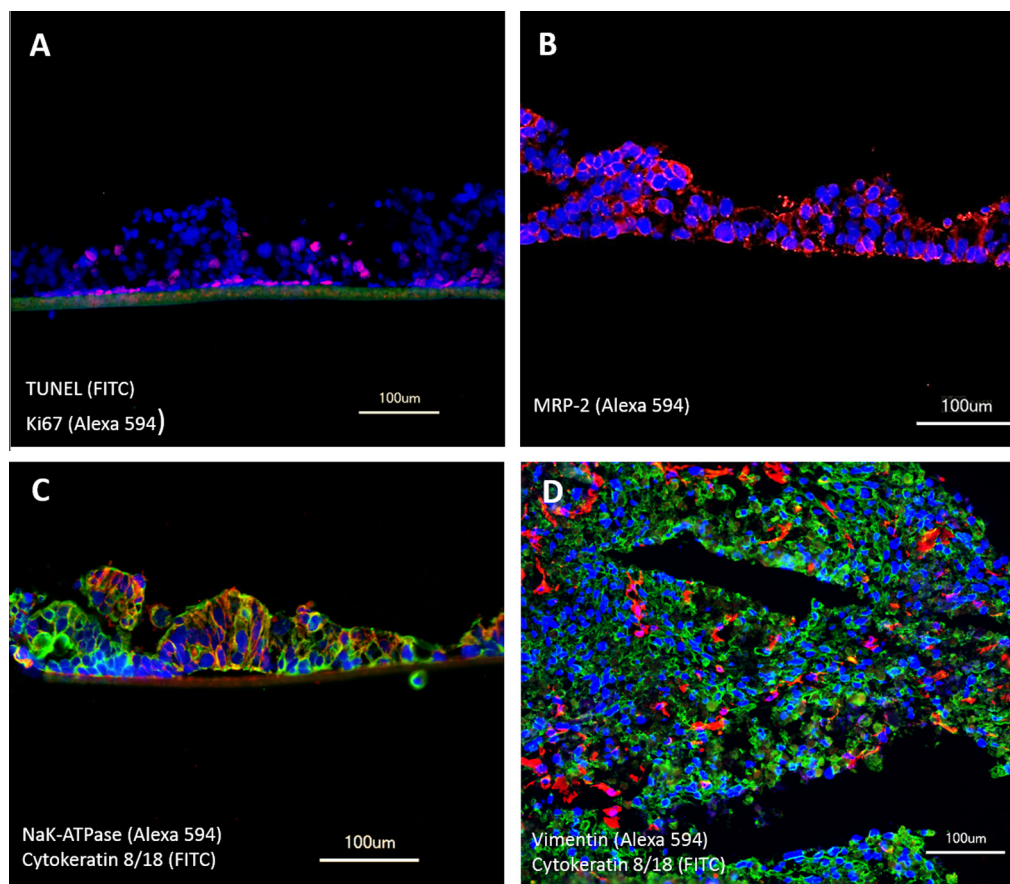 A
TUNEL (FITC)
Ki67 (Alexa 594)
100um
B
MRP-2 (Alexa 594)
100um
C
NaK-ATPase (Alexa 594)
Cytokeratin 8/18 (FITC)
100um
D
Vimentin (Alexa 594)
Cytokeratin 8/18 (FITC)
100um